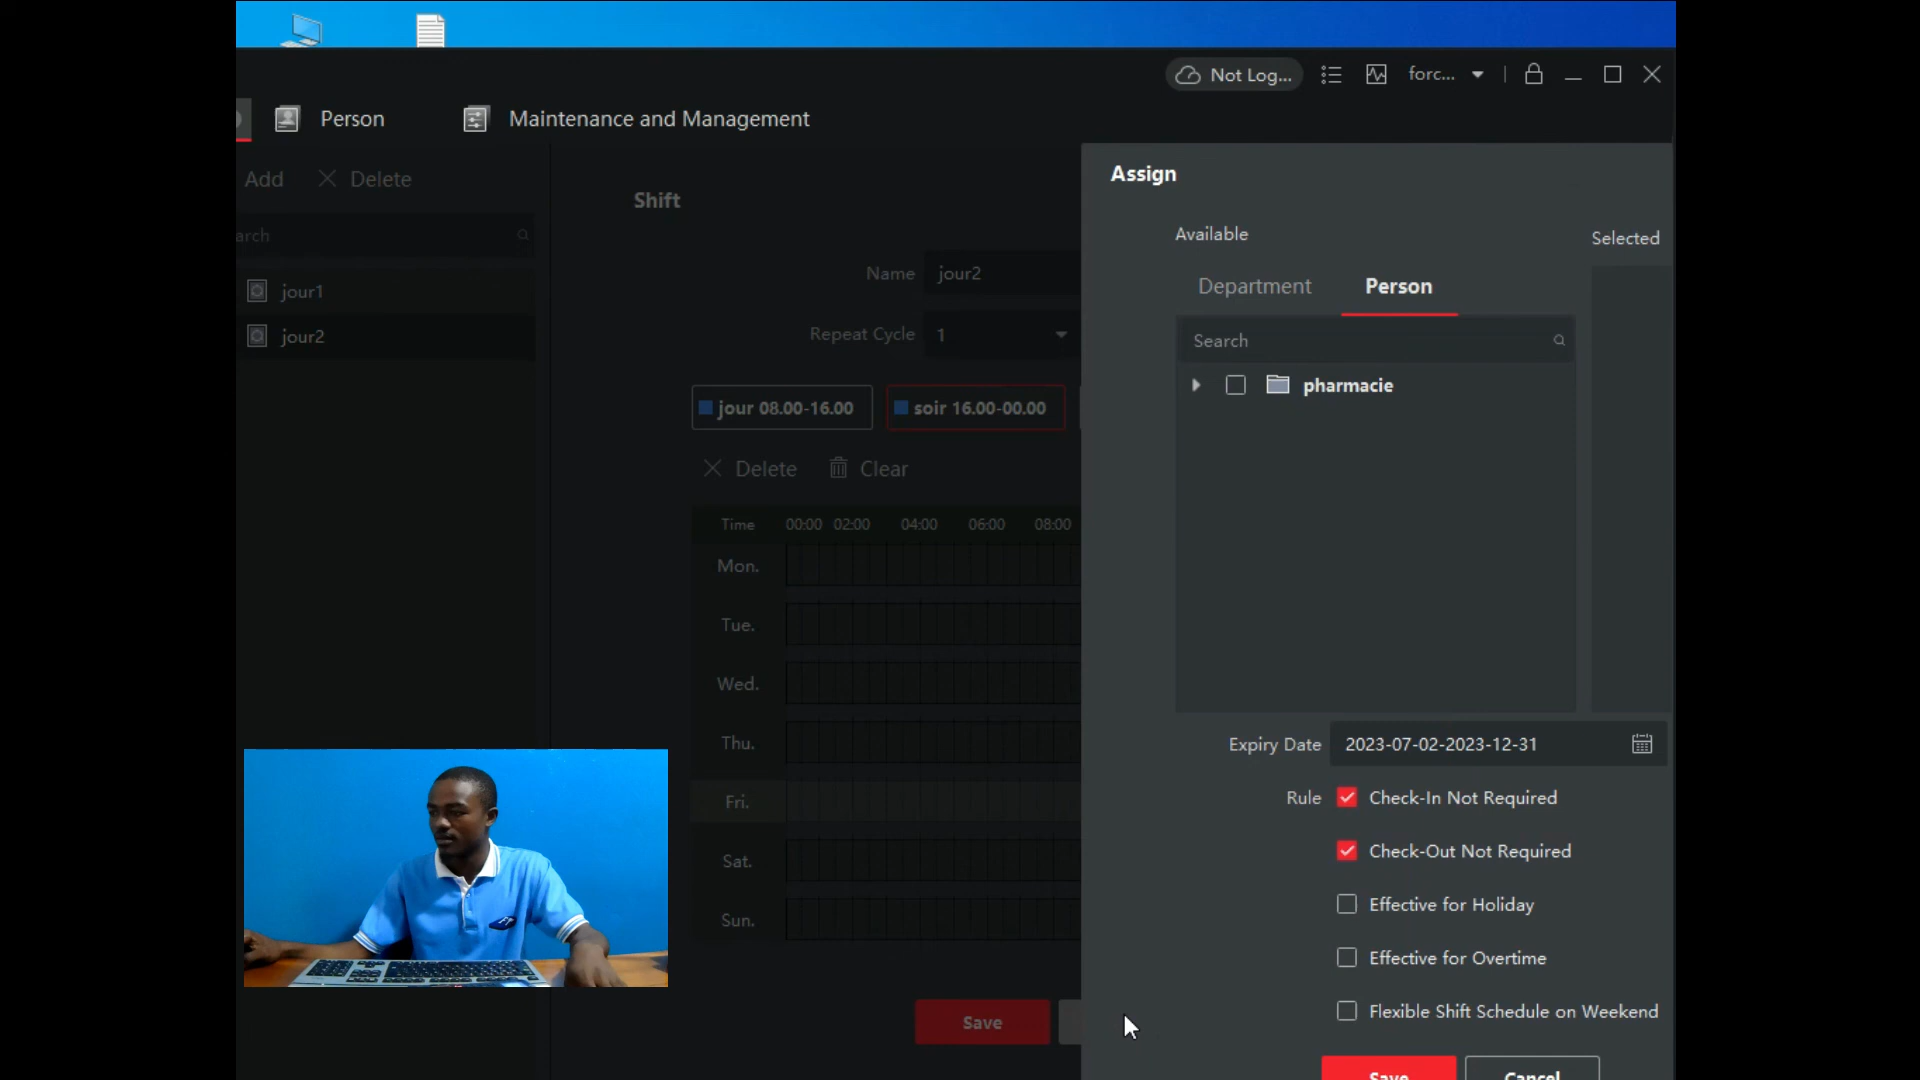 Not Log...
forc...
Person
Maintenance and Management
Add
Delete
arch
jour1
jour2
Shift
Name
jour2
Repeat Cycle
1
jour 08.00-16.00
soir 16.00-00.00
Delete
Clear
Time 00:00 02:00 04:00 06:00 08:00
Mon.
Tue.
Wed.
Thu.
Fri.
Sat.
Sun.
Save
Assign
Available
Selected
Department
Person
Search
pharmacie
Expiry Date
2023-07-02-2023-12-31
Rule
Check-In Not Required
Check-Out Not Required
Effective for Holiday
Effective for Overtime
Flexible Shift Schedule on Weekend
Save
Cancel